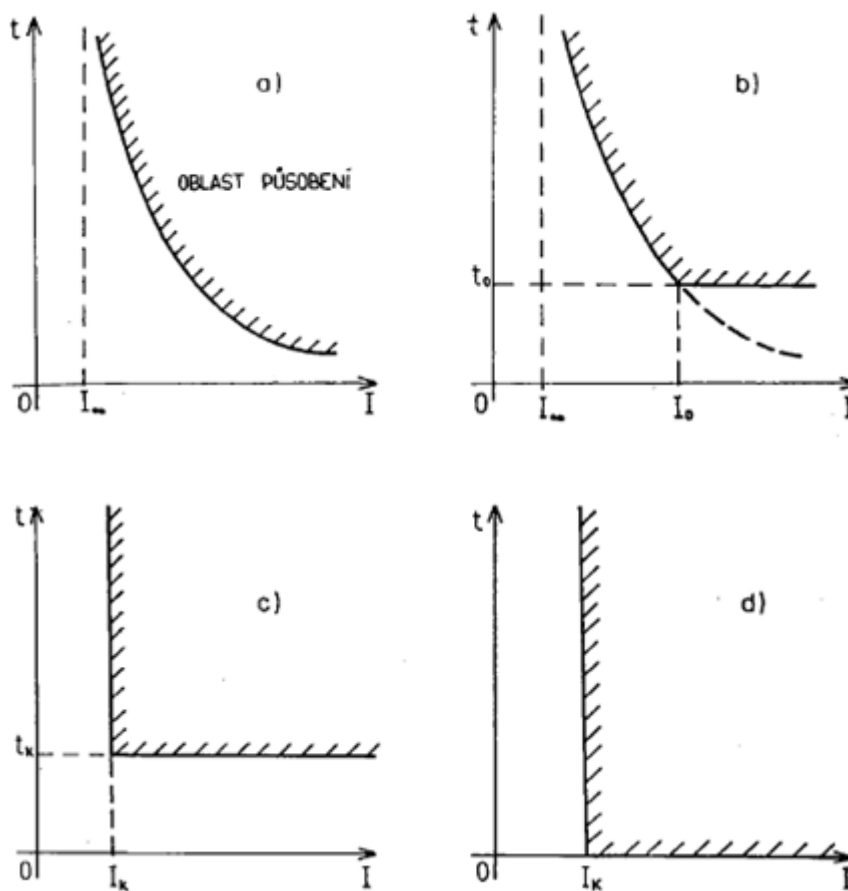 t
a)
OBLAST PŮSOBENÍ
0
I∞
I
t
b)
t₀
0
I∞
I₀
I
t
c)
tₖ
0
Iₖ
I
t
d)
0
Iₖ
I